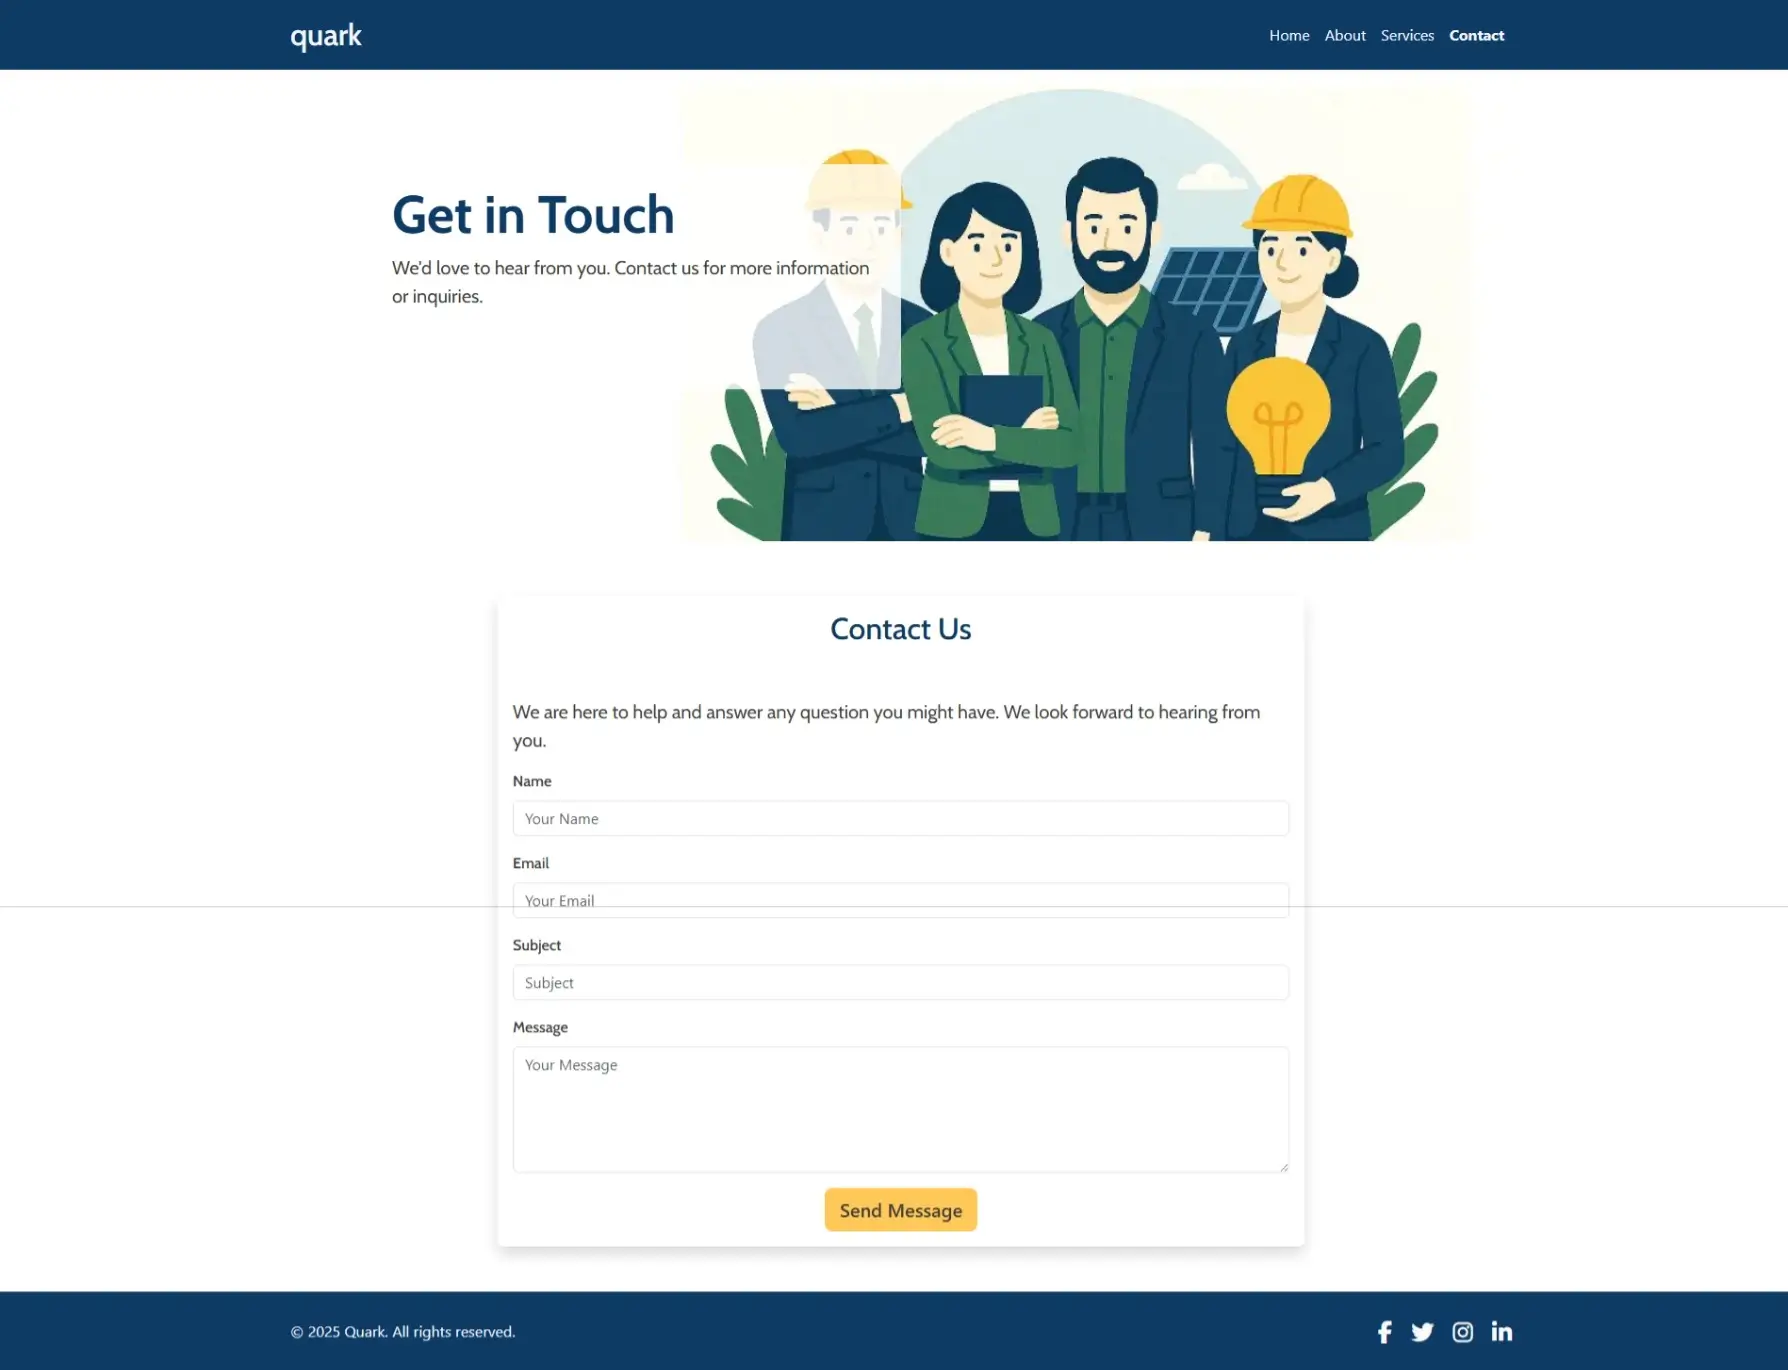 quark
Home About Services Contact
Get in Touch
We'd love to hear from you. Contact us for more information
or inquiries.
Contact Us
We are here to help and answer any question you might have. We look forward to hearing from
you.
Name
Your Name
Email
Your Email
Subject
Subject
Message
Your Message
Send Message
© 2025 Quark. All rights reserved.